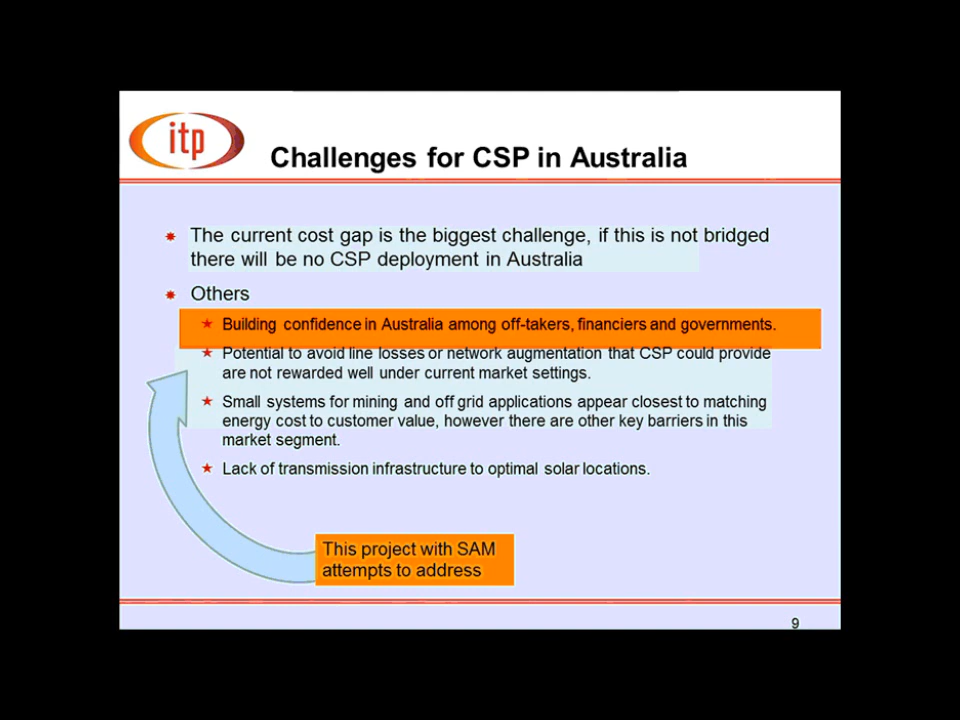 itp
Challenges for CSP in Australia
The current cost gap is the biggest challenge, if this is not bridged
there will be no CSP deployment in Australia
Others
Building confidence in Australia among off-takers, financiers and governments.
Potential to avoid line losses or network augmentation that CSP could provide
are not rewarded well under current market settings.
Small systems for mining and off grid applications appear closest to matching
energy cost to customer value, however there are other key barriers in this
market segment.
Lack of transmission infrastructure to optimal solar locations.
This project with SAM
attempts to address
9